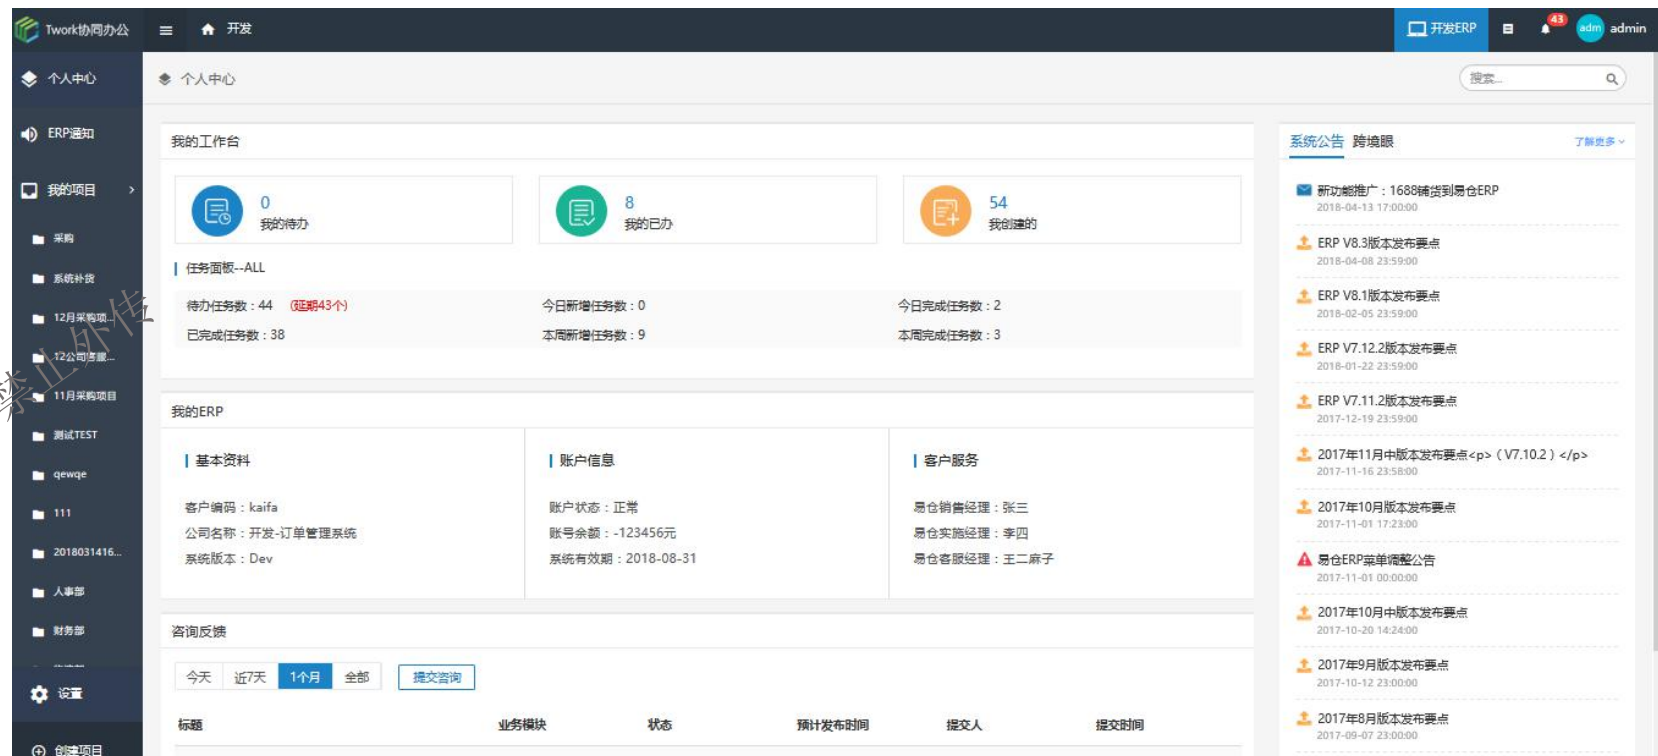 Twork协同办公
开发
开发ERP
43
adm admin
个人中心
ERP通知
我的项目
采购
系统补货
12月采购项...
12公司客服...
11月采购项目
测试TEST
qewqe
111
2018031416...
人事部
财务部
设置
创建项目
禁止外传
个人中心
搜索...
我的工作台
0
我的待办
8
我的已办
54
我创建的
任务面板--ALL
待办任务数：44 （延期43个） 今日新增任务数：0 今日完成任务数：2
已完成任务数：38 本周新增任务数：9 本周完成任务数：3
我的ERP
基本资料
客户编码：kaifa
公司名称：开发-订单管理系统
系统版本：Dev
账户信息
账户状态：正常
账号余额：-123456元
系统有效期：2018-08-31
客户服务
易仓销售经理：张三
易仓实施经理：李四
易仓客服经理：王二麻子
咨询反馈
今天 近7天 1个月 全部 提交咨询
标题 业务模块 状态 预计发布时间 提交人 提交时间
系统公告 跨境眼 了解更多
新功能推广：1688铺货到易仓ERP
2018-04-13 17:00:00
ERP V8.3版本发布要点
2018-04-08 23:59:00
ERP V8.1版本发布要点
2018-02-05 23:59:00
ERP V7.12.2版本发布要点
2018-01-22 23:59:00
ERP V7.11.2版本发布要点
2017-12-19 23:59:00
2017年11月中版本发布要点<p>（V7.10.2）</p>
2017-11-16 23:58:00
2017年10月版本发布要点
2017-11-01 17:23:00
易仓ERP菜单调整公告
2017-11-01 00:00:00
2017年10月中版本发布要点
2017-10-20 14:24:00
2017年9月版本发布要点
2017-10-12 23:00:00
2017年8月版本发布要点
2017-09-07 23:00:00